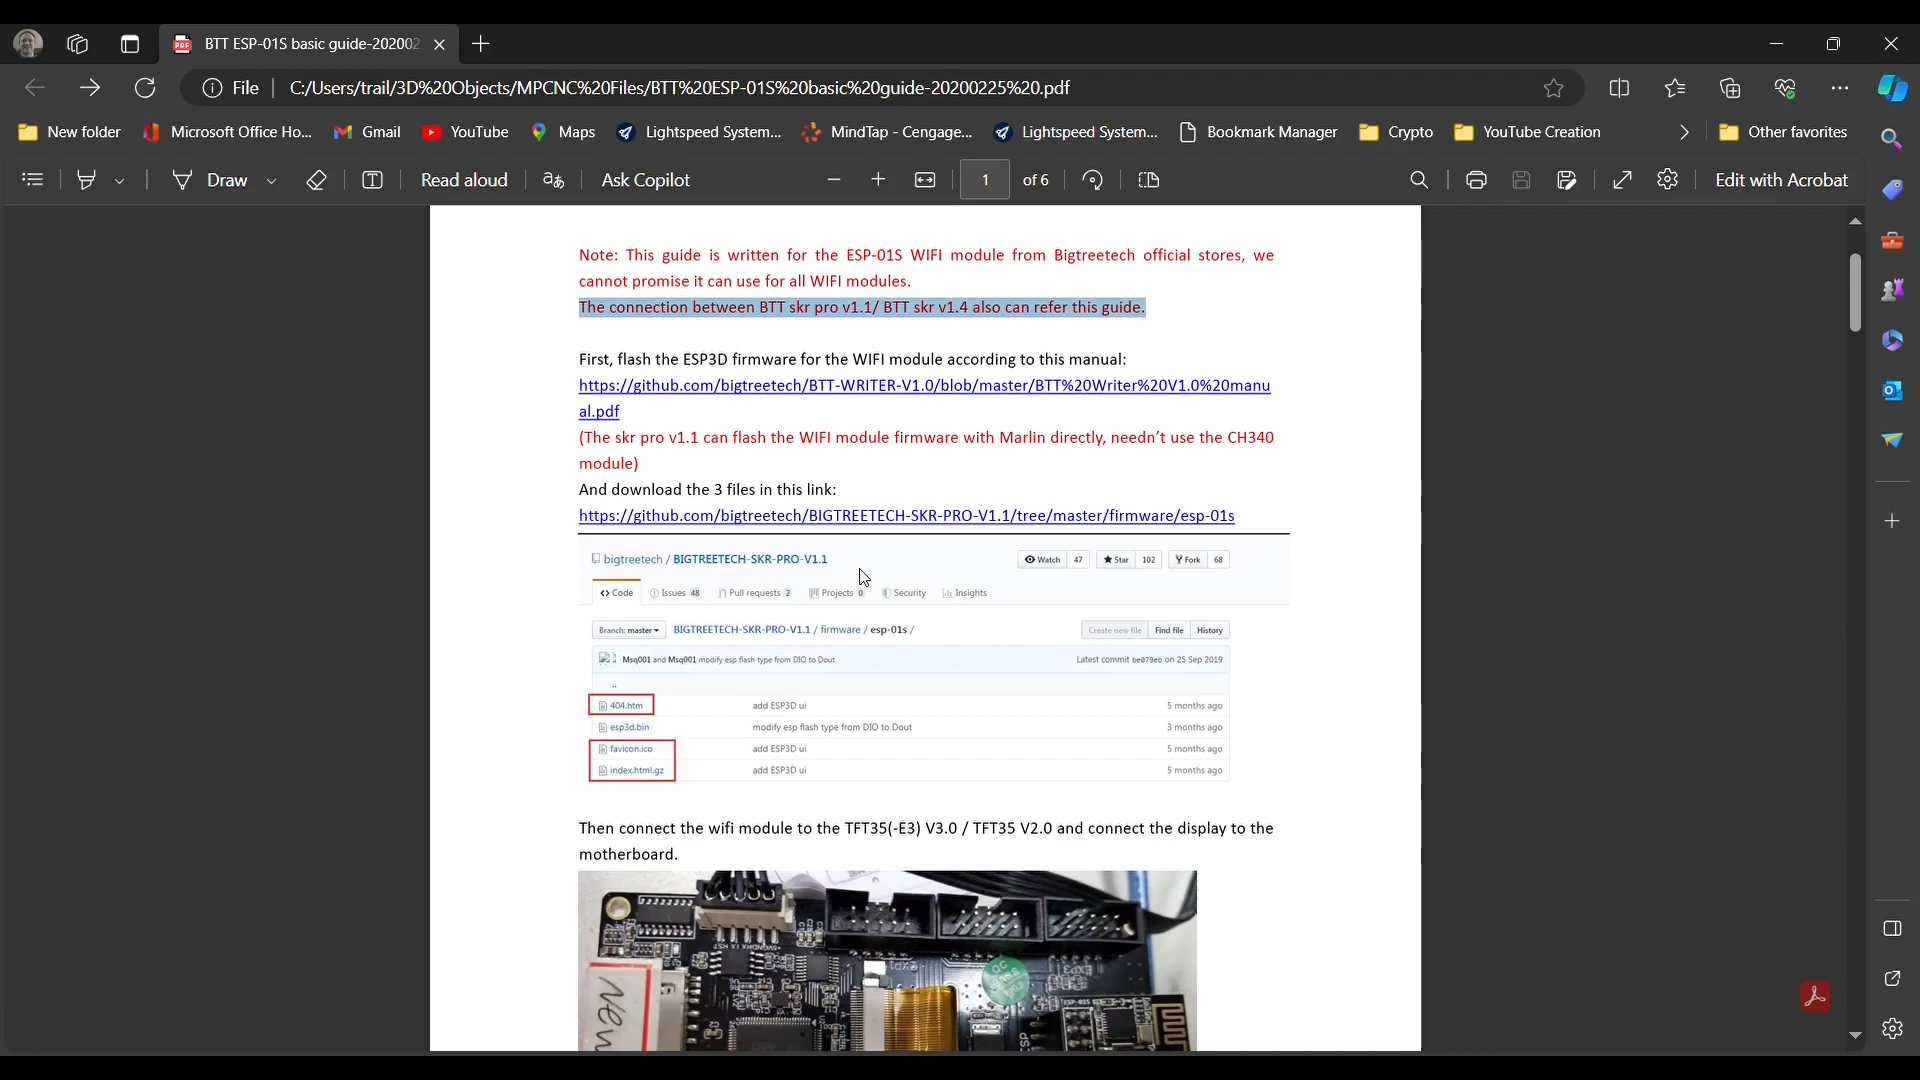 BTT ESP-01S basic guide-20200
File
C:/Users/trail/3D%20Objects/MPCNC%20Files/BTT%20ESP-01S%20basic%20guide-20200225%20.pdf
New folder
Microsoft Office Ho...
Gmail
YouTube
Maps
Lightspeed System...
MindTap - Cengage...
Lightspeed System...
Bookmark Manager
Crypto
YouTube Creation
Other favorites
Draw
Read aloud
Ask Copilot
1
of 6
Edit with Acrobat
Note: This guide is written for the ESP-01S WIFI module from Bigtreetech official stores, we
cannot promise it can use for all WIFI modules.
The connection between BTT skr pro v1.1/ BTT skr v1.4 also can refer this guide.
First, flash the ESP3D firmware for the WIFI module according to this manual:
https://github.com/bigtreetech/BTT-WRITER-V1.0/blob/master/BTT%20Writer%20V1.0%20manu
al.pdf
(The skr pro v1.1 can flash the WIFI module firmware with Marlin directly, needn't use the CH340
module)
And download the 3 files in this link:
https://github.com/bigtreetech/BIGTREETECH-SKR-PRO-V1.1/tree/master/firmware/esp-01s
bigtreetech / BIGTREETECH-SKR-PRO-V1.1
Watch 47 Star 102 Fork 68
Code Issues 48 Pull requests 2 Projects 0 Security Insights
Branch: master BIGTREETECH-SKR-PRO-V1.1 / firmware / esp-01s / Create new file Find file History
Msq001 and Msq001 modify esp flash type from DIO to Dout Latest commit be079eb on 25 Sep 2019
..
404.htm add ESP3D ui 5 months ago
esp3d.bin modify esp flash type from DIO to Dout 3 months ago
favicon.ico add ESP3D ui 5 months ago
index.html.gz add ESP3D ui 5 months ago
Then connect the wifi module to the TFT35(-E3) V3.0 / TFT35 V2.0 and connect the display to the
motherboard.